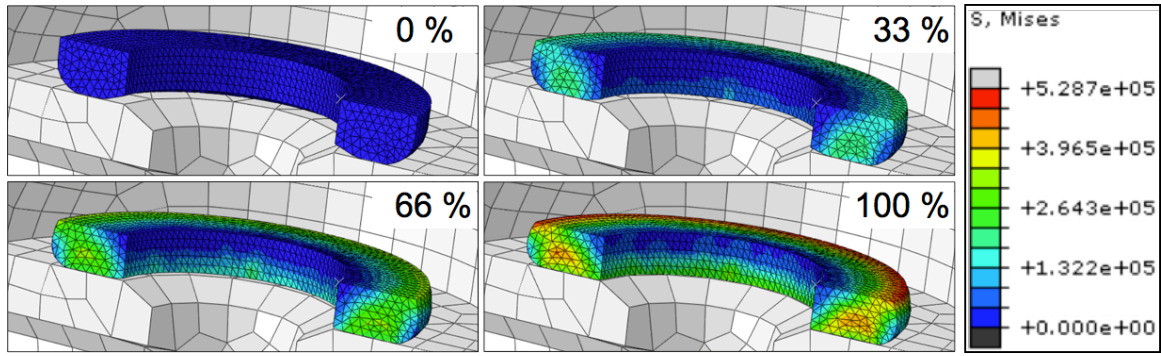 0 %
33 %
66 %
100 %
S, Mises
+5.287e+05
+3.965e+05
+2.643e+05
+1.322e+05
+0.000e+00